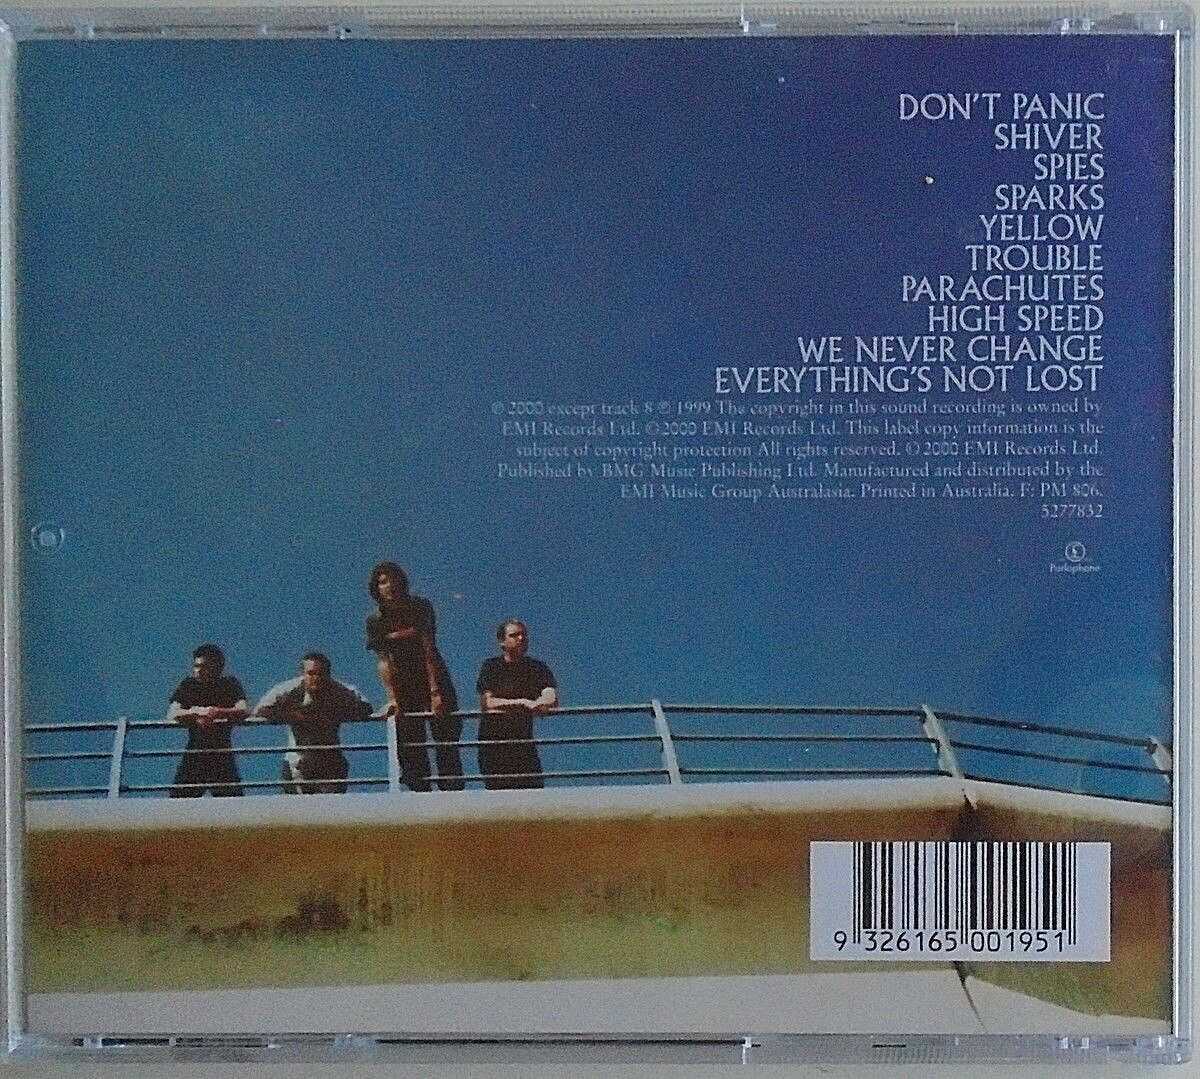 DON'T PANIC
SHIVER
SPIES
SPARKS
YELLOW
TROUBLE
PARACHUTES
HIGH SPEED
WE NEVER CHANGE
EVERYTHING'S NOT LOST
℗ 2000 except track 8 ℗ 1999 The copyright in this sound recording is owned by
EMI Records Ltd. © 2000 EMI Records Ltd. This label copy information is the
subject of copyright protection All rights reserved. © 2000 EMI Records Ltd.
Published by BMG Music Publishing Ltd. Manufactured and distributed by the
EMI Music Group Australasia. Printed in Australia. F: PM 806.
5277832
£
Parlophone
9 326165 001951